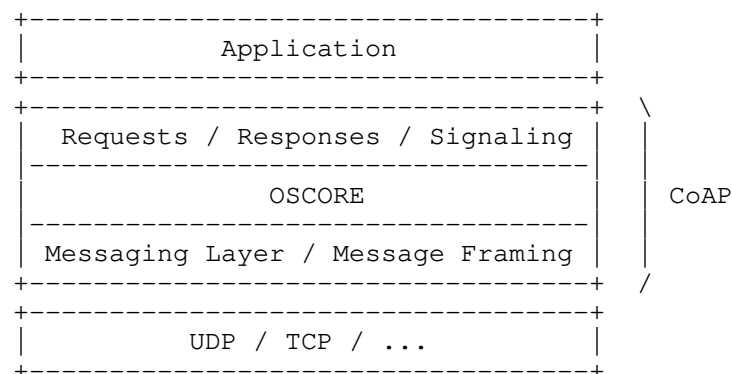 Application
Requests / Responses / Signaling
OSCORE
CoAP
Messaging Layer / Message Framing
UDP / TCP / ...